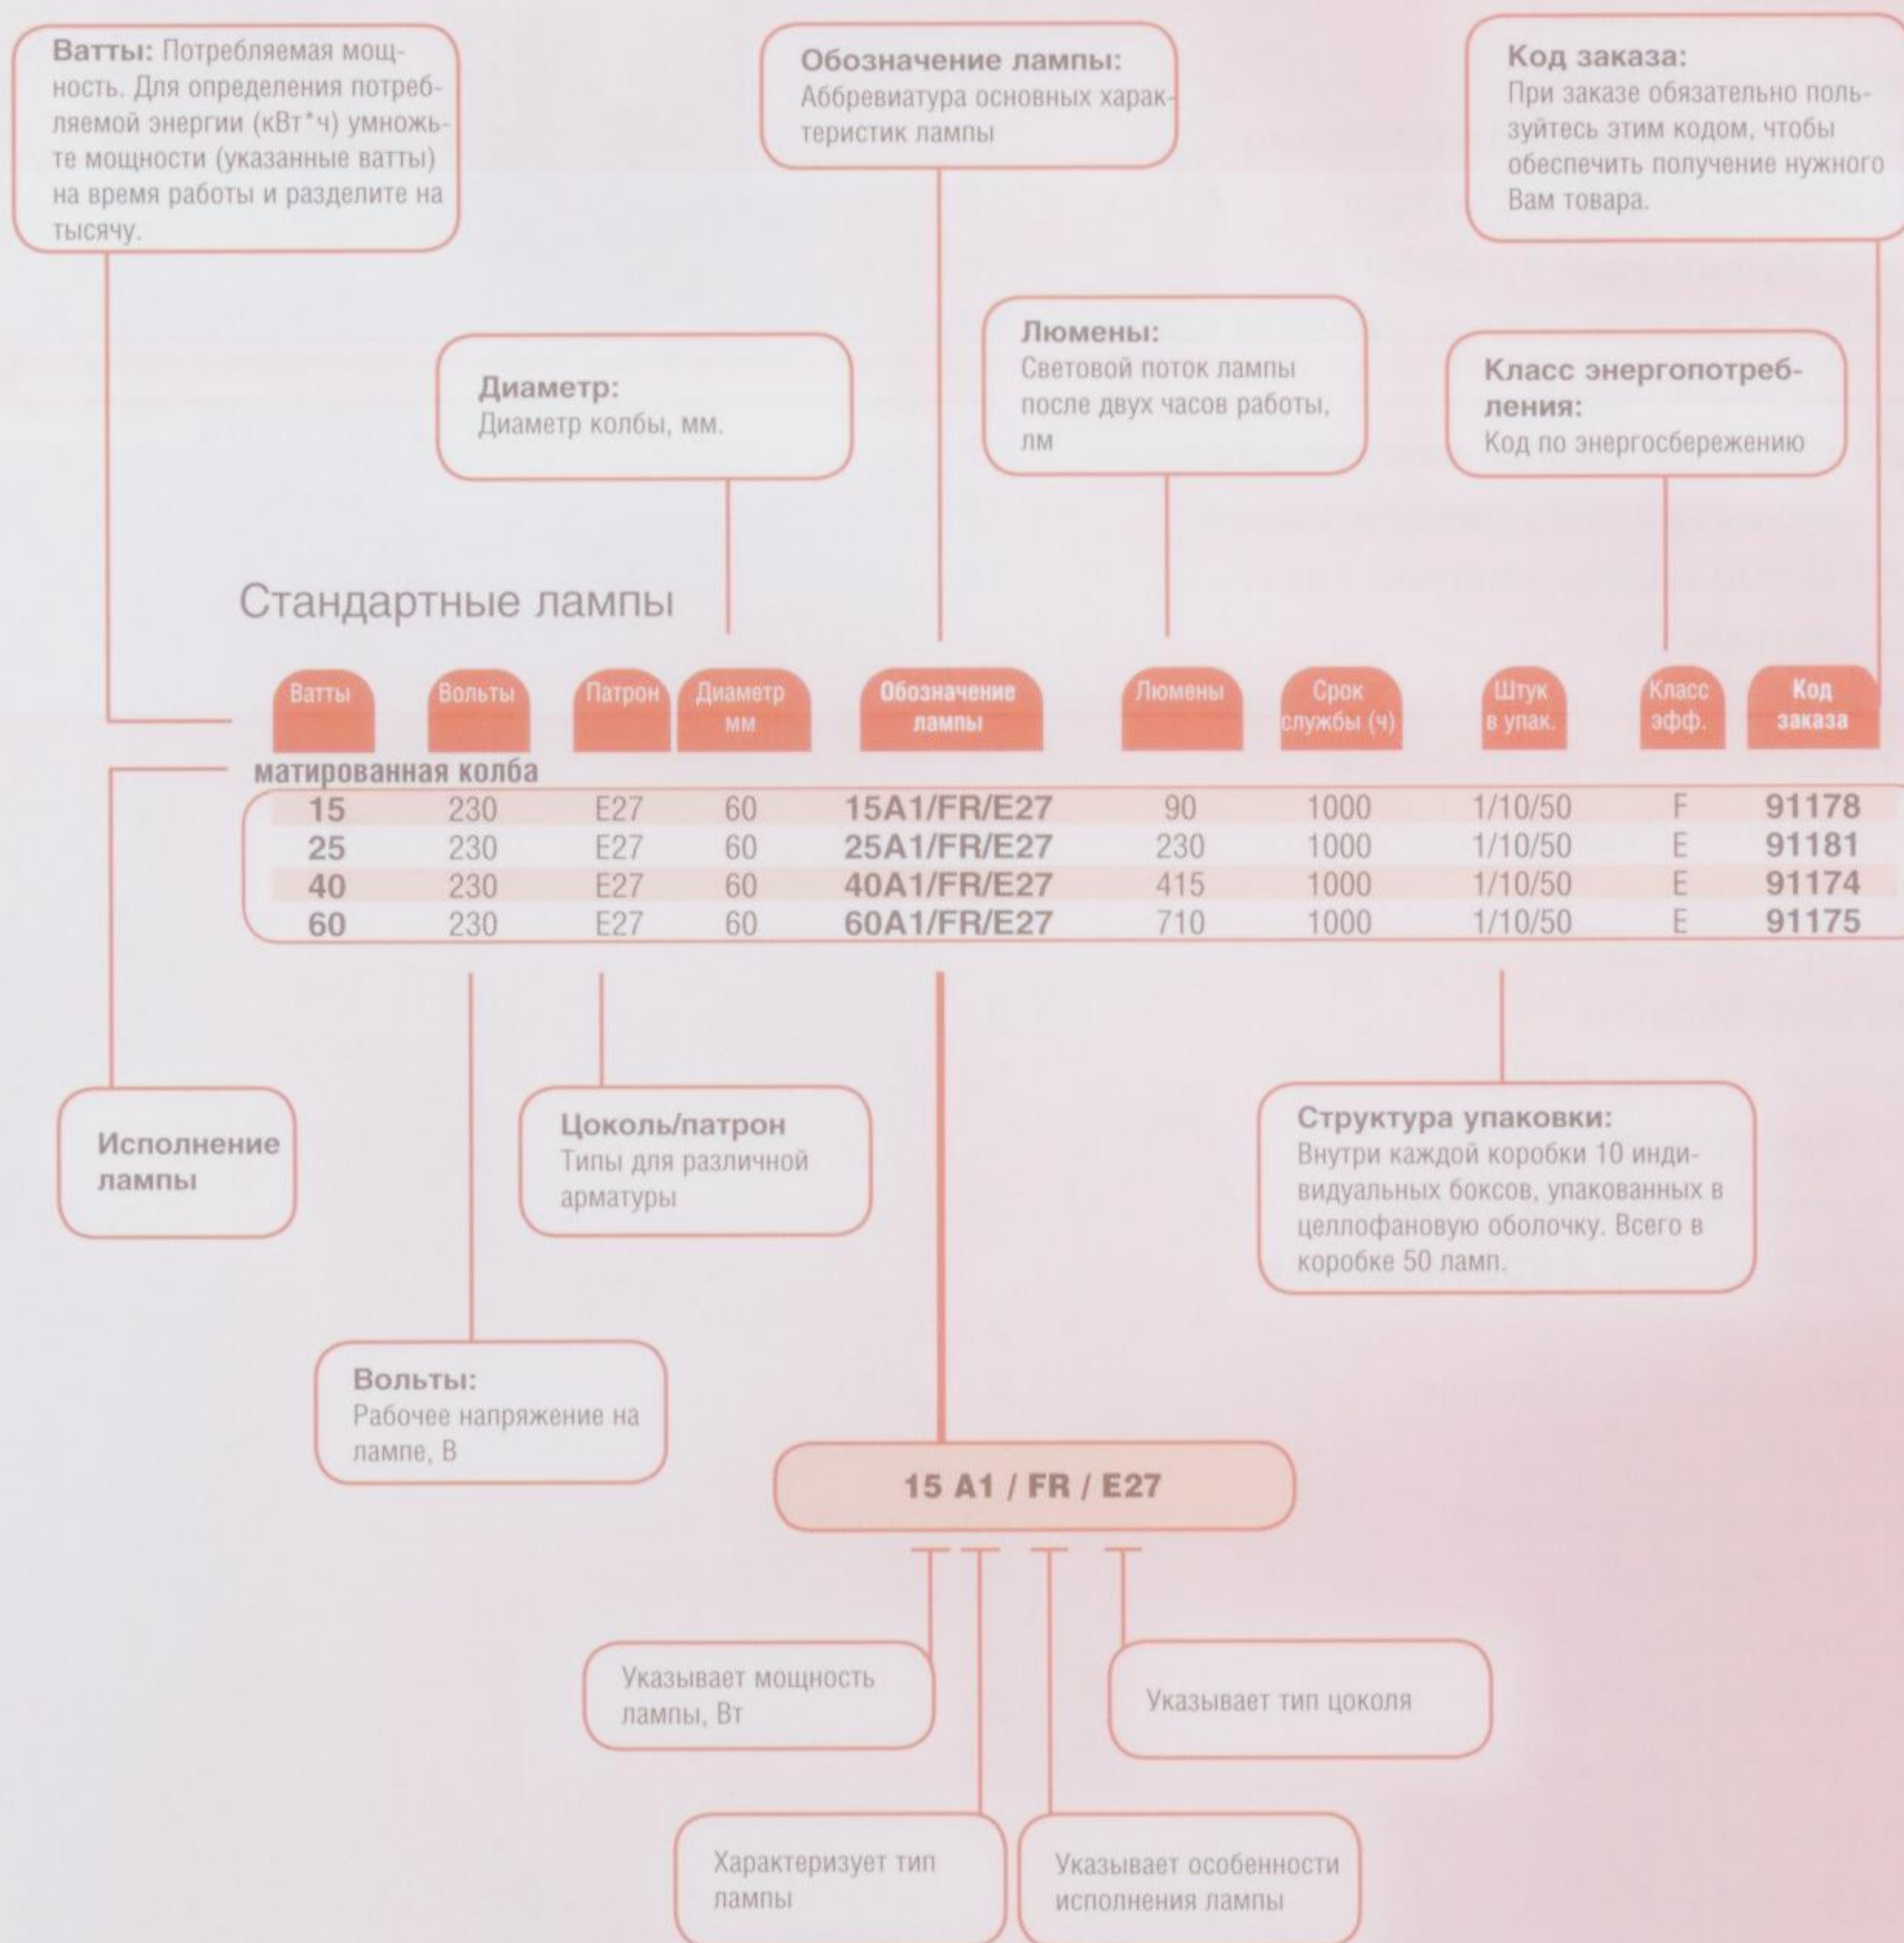 Ватты: Потребляемая мощ-
ность. Для определения потреб-
ляемой энергии (кВт*ч) умножь-
те мощности (указанные ватты)
на время работы и разделите на
тысячу.
Обозначение лампы:
Аббревиатура основных харак-
теристик лампы
Код заказа:
При заказе обязательно поль-
зуйтесь этим кодом, чтобы
обеспечить получение нужного
Вам товара.
Диаметр:
Диаметр колбы, мм.
Люмены:
Световой поток лампы
после двух часов работы,
лм
Класс энергопотреб-
ления:
Код по энергосбережению
Стандартные лампы
Ватты Вольты Патрон Диаметр мм Обозначение лампы Люмены Срок службы (ч) Штук в упак. Класс эфф. Код заказа
матированная колба
15 230 E27 60 15A1/FR/E27 90 1000 1/10/50 F 91178
25 230 E27 60 25A1/FR/E27 230 1000 1/10/50 E 91181
40 230 E27 60 40A1/FR/E27 415 1000 1/10/50 E 91174
60 230 E27 60 60A1/FR/E27 710 1000 1/10/50 E 91175
Исполнение
лампы
Цоколь/патрон
Типы для различной
арматуры
Структура упаковки:
Внутри каждой коробки 10 инди-
видуальных боксов, упакованных в
целлофановую оболочку. Всего в
коробке 50 ламп.
Вольты:
Рабочее напряжение на
лампе, В
15 A1 / FR / E27
Указывает мощность
лампы, Вт
Указывает тип цоколя
Характеризует тип
лампы
Указывает особенности
исполнения лампы